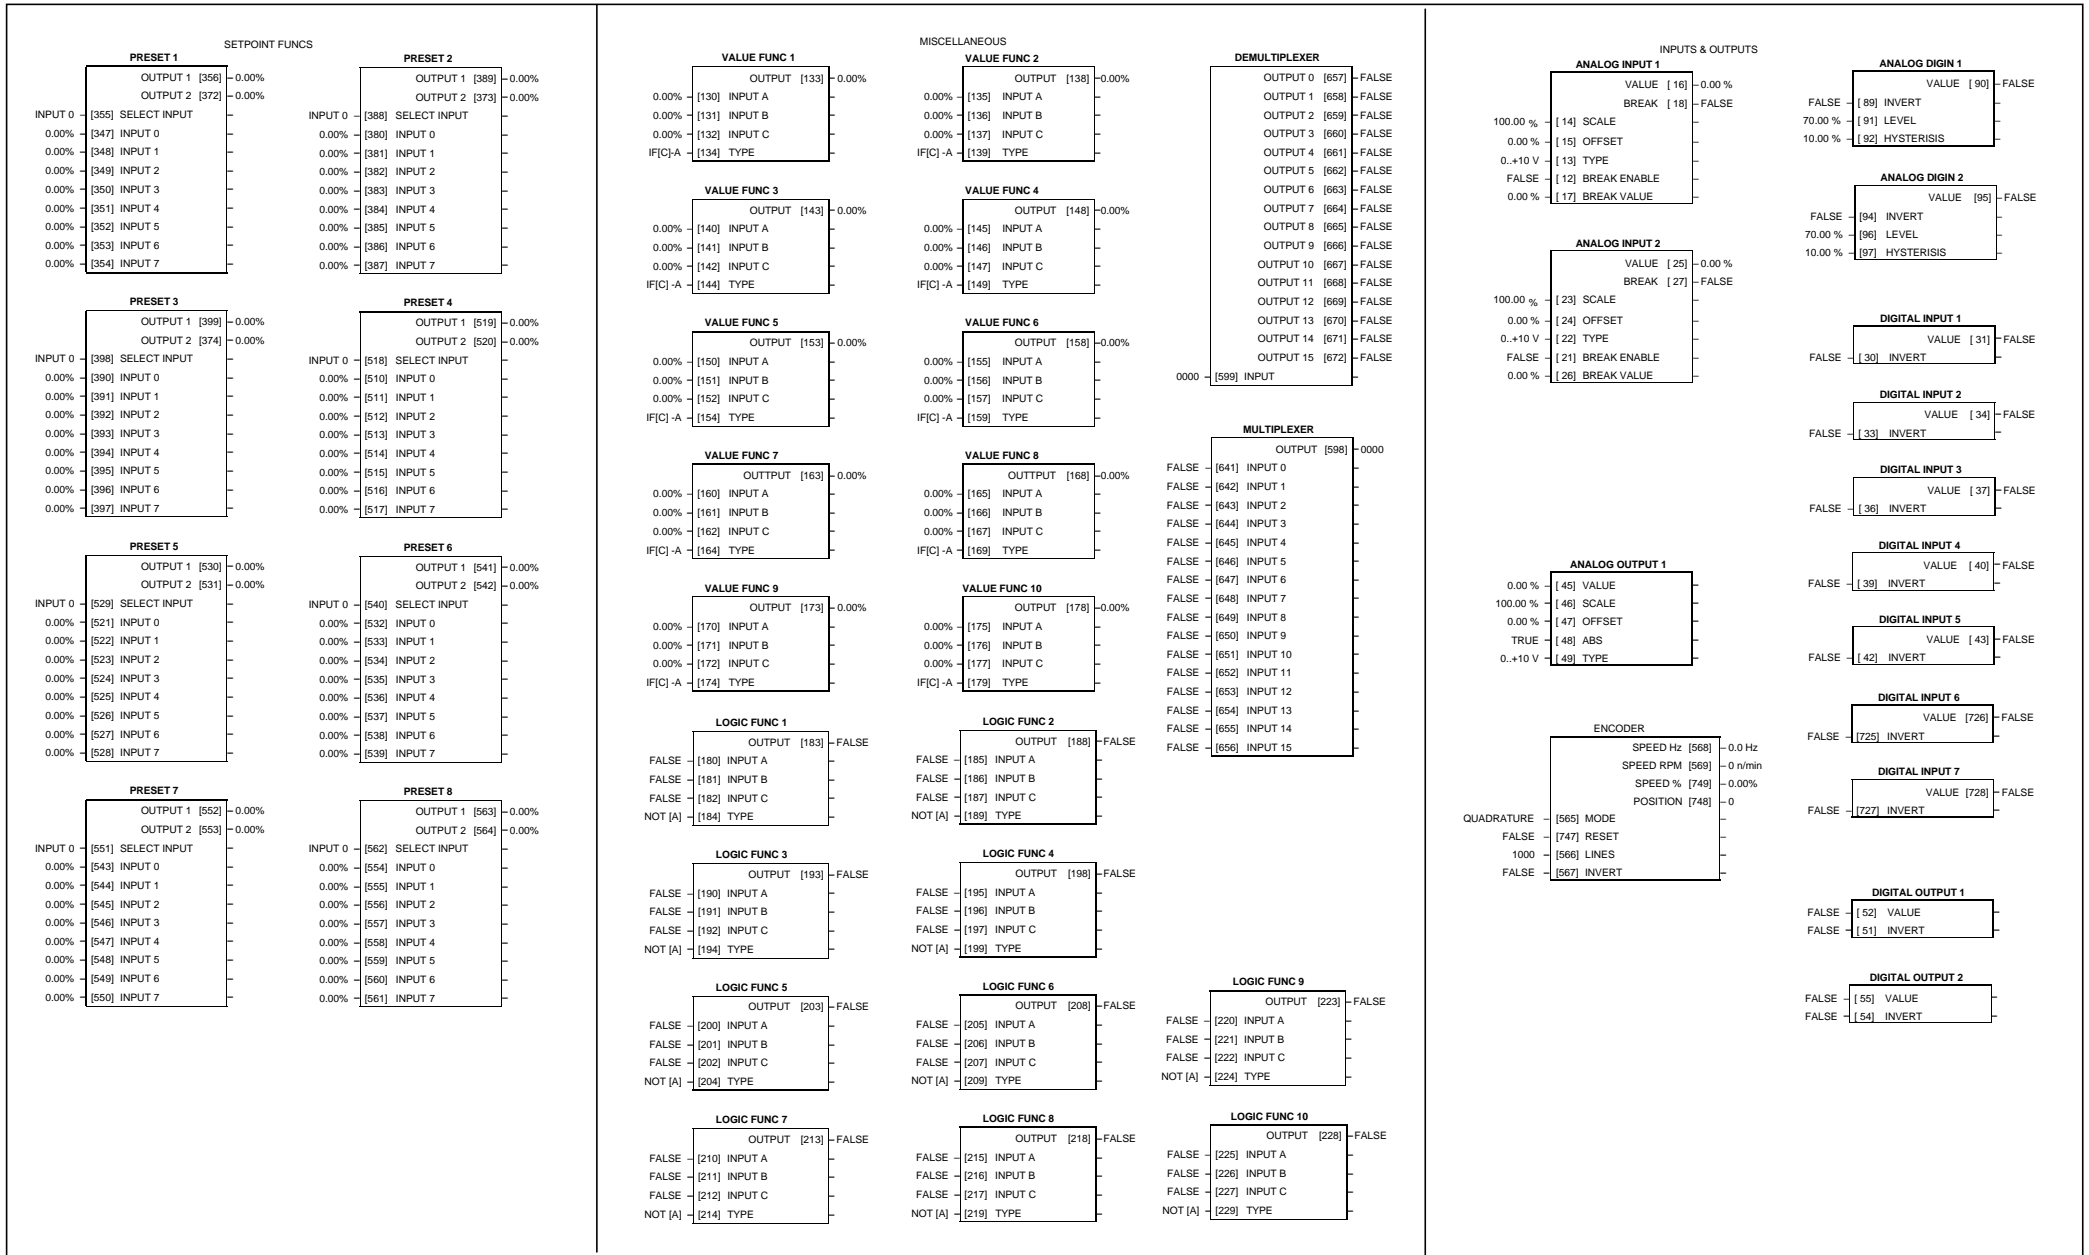 SETPOINT FUNCS
PRESET 1
OUTPUT 1 [356] 0.00%
OUTPUT 2 [372] 0.00%
INPUT 0 [355] SELECT INPUT
0.00% [347] INPUT 0
0.00% [348] INPUT 1
0.00% [349] INPUT 2
0.00% [350] INPUT 3
0.00% [351] INPUT 4
0.00% [352] INPUT 5
0.00% [353] INPUT 6
0.00% [354] INPUT 7
PRESET 2
OUTPUT 1 [389] 0.00%
OUTPUT 2 [373] 0.00%
INPUT 0 [388] SELECT INPUT
0.00% [380] INPUT 0
0.00% [381] INPUT 1
0.00% [382] INPUT 2
0.00% [383] INPUT 3
0.00% [384] INPUT 4
0.00% [385] INPUT 5
0.00% [386] INPUT 6
0.00% [387] INPUT 7
PRESET 3
OUTPUT 1 [399] 0.00%
OUTPUT 2 [374] 0.00%
INPUT 0 [398] SELECT INPUT
0.00% [390] INPUT 0
0.00% [391] INPUT 1
0.00% [392] INPUT 2
0.00% [393] INPUT 3
0.00% [394] INPUT 4
0.00% [395] INPUT 5
0.00% [396] INPUT 6
0.00% [397] INPUT 7
PRESET 4
OUTPUT 1 [519] 0.00%
OUTPUT 2 [520] 0.00%
INPUT 0 [518] SELECT INPUT
0.00% [510] INPUT 0
0.00% [511] INPUT 1
0.00% [512] INPUT 2
0.00% [513] INPUT 3
0.00% [514] INPUT 4
0.00% [515] INPUT 5
0.00% [516] INPUT 6
0.00% [517] INPUT 7
PRESET 5
OUTPUT 1 [530] 0.00%
OUTPUT 2 [531] 0.00%
INPUT 0 [529] SELECT INPUT
0.00% [521] INPUT 0
0.00% [522] INPUT 1
0.00% [523] INPUT 2
0.00% [524] INPUT 3
0.00% [525] INPUT 4
0.00% [526] INPUT 5
0.00% [527] INPUT 6
0.00% [528] INPUT 7
PRESET 6
OUTPUT 1 [541] 0.00%
OUTPUT 2 [542] 0.00%
INPUT 0 [540] SELECT INPUT
0.00% [532] INPUT 0
0.00% [533] INPUT 1
0.00% [534] INPUT 2
0.00% [535] INPUT 3
0.00% [536] INPUT 4
0.00% [537] INPUT 5
0.00% [538] INPUT 6
0.00% [539] INPUT 7
PRESET 7
OUTPUT 1 [552] 0.00%
OUTPUT 2 [553] 0.00%
INPUT 0 [551] SELECT INPUT
0.00% [543] INPUT 0
0.00% [544] INPUT 1
0.00% [545] INPUT 2
0.00% [546] INPUT 3
0.00% [547] INPUT 4
0.00% [548] INPUT 5
0.00% [549] INPUT 6
0.00% [550] INPUT 7
PRESET 8
OUTPUT 1 [563] 0.00%
OUTPUT 2 [564] 0.00%
INPUT 0 [562] SELECT INPUT
0.00% [554] INPUT 0
0.00% [555] INPUT 1
0.00% [556] INPUT 2
0.00% [557] INPUT 3
0.00% [558] INPUT 4
0.00% [559] INPUT 5
0.00% [560] INPUT 6
0.00% [561] INPUT 7
MISCELLANEOUS
VALUE FUNC 1
OUTPUT [133] 0.00%
0.00% [130] INPUT A
0.00% [131] INPUT B
0.00% [132] INPUT C
IF[C]-A [134] TYPE
VALUE FUNC 2
OUTPUT [138] 0.00%
0.00% [135] INPUT A
0.00% [136] INPUT B
0.00% [137] INPUT C
IF[C] -A [139] TYPE
VALUE FUNC 3
OUTPUT [143] 0.00%
0.00% [140] INPUT A
0.00% [141] INPUT B
0.00% [142] INPUT C
IF[C] -A [144] TYPE
VALUE FUNC 4
OUTPUT [148] 0.00%
0.00% [145] INPUT A
0.00% [146] INPUT B
0.00% [147] INPUT C
IF[C] -A [149] TYPE
VALUE FUNC 5
OUTPUT [153] 0.00%
0.00% [150] INPUT A
0.00% [151] INPUT B
0.00% [152] INPUT C
IF[C] -A [154] TYPE
VALUE FUNC 6
OUTPUT [158] 0.00%
0.00% [155] INPUT A
0.00% [156] INPUT B
0.00% [157] INPUT C
IF[C] -A [159] TYPE
VALUE FUNC 7
OUTTPUT [163] 0.00%
0.00% [160] INPUT A
0.00% [161] INPUT B
0.00% [162] INPUT C
IF[C] -A [164] TYPE
VALUE FUNC 8
OUTTPUT [168] 0.00%
0.00% [165] INPUT A
0.00% [166] INPUT B
0.00% [167] INPUT C
IF[C] -A [169] TYPE
VALUE FUNC 9
OUTPUT [173] 0.00%
0.00% [170] INPUT A
0.00% [171] INPUT B
0.00% [172] INPUT C
IF[C] -A [174] TYPE
VALUE FUNC 10
OUTPUT [178] 0.00%
0.00% [175] INPUT A
0.00% [176] INPUT B
0.00% [177] INPUT C
IF[C] -A [179] TYPE
LOGIC FUNC 1
OUTPUT [183] FALSE
FALSE [180] INPUT A
FALSE [181] INPUT B
FALSE [182] INPUT C
NOT [A] [184] TYPE
LOGIC FUNC 2
OUTPUT [188] FALSE
FALSE [185] INPUT A
FALSE [186] INPUT B
FALSE [187] INPUT C
NOT [A] [189] TYPE
LOGIC FUNC 3
OUTPUT [193] FALSE
FALSE [190] INPUT A
FALSE [191] INPUT B
FALSE [192] INPUT C
NOT [A] [194] TYPE
LOGIC FUNC 4
OUTPUT [198] FALSE
FALSE [195] INPUT A
FALSE [196] INPUT B
FALSE [197] INPUT C
NOT [A] [199] TYPE
LOGIC FUNC 5
OUTPUT [203] FALSE
FALSE [200] INPUT A
FALSE [201] INPUT B
FALSE [202] INPUT C
NOT [A] [204] TYPE
LOGIC FUNC 6
OUTPUT [208] FALSE
FALSE [205] INPUT A
FALSE [206] INPUT B
FALSE [207] INPUT C
NOT [A] [209] TYPE
LOGIC FUNC 7
OUTPUT [213] FALSE
FALSE [210] INPUT A
FALSE [211] INPUT B
FALSE [212] INPUT C
NOT [A] [214] TYPE
LOGIC FUNC 8
OUTPUT [218] FALSE
FALSE [215] INPUT A
FALSE [216] INPUT B
FALSE [217] INPUT C
NOT [A] [219] TYPE
DEMULTIPLEXER
OUTPUT 0 [657] FALSE
OUTPUT 1 [658] FALSE
OUTPUT 2 [659] FALSE
OUTPUT 3 [660] FALSE
OUTPUT 4 [661] FALSE
OUTPUT 5 [662] FALSE
OUTPUT 6 [663] FALSE
OUTPUT 7 [664] FALSE
OUTPUT 8 [665] FALSE
OUTPUT 9 [666] FALSE
OUTPUT 10 [667] FALSE
OUTPUT 11 [668] FALSE
OUTPUT 12 [669] FALSE
OUTPUT 13 [670] FALSE
OUTPUT 14 [671] FALSE
OUTPUT 15 [672] FALSE
0000 [599] INPUT
MULTIPLEXER
OUTPUT [598] 0000
FALSE [641] INPUT 0
FALSE [642] INPUT 1
FALSE [643] INPUT 2
FALSE [644] INPUT 3
FALSE [645] INPUT 4
FALSE [646] INPUT 5
FALSE [647] INPUT 6
FALSE [648] INPUT 7
FALSE [649] INPUT 8
FALSE [650] INPUT 9
FALSE [651] INPUT 10
FALSE [652] INPUT 11
FALSE [653] INPUT 12
FALSE [654] INPUT 13
FALSE [655] INPUT 14
FALSE [656] INPUT 15
LOGIC FUNC 9
OUTPUT [223] FALSE
FALSE [220] INPUT A
FALSE [221] INPUT B
FALSE [222] INPUT C
NOT [A] [224] TYPE
LOGIC FUNC 10
OUTPUT [228] FALSE
FALSE [225] INPUT A
FALSE [226] INPUT B
FALSE [227] INPUT C
NOT [A] [229] TYPE
INPUTS & OUTPUTS
ANALOG INPUT 1
VALUE [ 16] 0.00 %
BREAK [ 18] FALSE
100.00 % [ 14] SCALE
0.00 % [ 15] OFFSET
0..+10 V [ 13] TYPE
FALSE [ 12] BREAK ENABLE
0.00 % [ 17] BREAK VALUE
ANALOG INPUT 2
VALUE [ 25] 0.00 %
BREAK [ 27] FALSE
100.00 % [ 23] SCALE
0.00 % [ 24] OFFSET
0..+10 V [ 22] TYPE
FALSE [ 21] BREAK ENABLE
0.00 % [ 26] BREAK VALUE
ANALOG OUTPUT 1
0.00 % [ 45] VALUE
100.00 % [ 46] SCALE
0.00 % [ 47] OFFSET
TRUE [ 48] ABS
0..+10 V [ 49] TYPE
ENCODER
SPEED Hz [568] 0.0 Hz
SPEED RPM [569] 0 n/min
SPEED % [749] 0.00%
POSITION [748] 0
QUADRATURE [565] MODE
FALSE [747] RESET
1000 [566] LINES
FALSE [567] INVERT
ANALOG DIGIN 1
VALUE [ 90] FALSE
FALSE [ 89] INVERT
70.00 % [ 91] LEVEL
10.00 % [ 92] HYSTERISIS
ANALOG DIGIN 2
VALUE [95] FALSE
FALSE [94] INVERT
70.00 % [96] LEVEL
10.00 % [97] HYSTERISIS
DIGITAL INPUT 1
VALUE [ 31] FALSE
FALSE [ 30] INVERT
DIGITAL INPUT 2
VALUE [ 34] FALSE
FALSE [ 33] INVERT
DIGITAL INPUT 3
VALUE [ 37] FALSE
FALSE [ 36] INVERT
DIGITAL INPUT 4
VALUE [ 40] FALSE
FALSE [ 39] INVERT
DIGITAL INPUT 5
VALUE [ 43] FALSE
FALSE [ 42] INVERT
DIGITAL INPUT 6
VALUE [726] FALSE
FALSE [725] INVERT
DIGITAL INPUT 7
VALUE [728] FALSE
FALSE [727] INVERT
DIGITAL OUTPUT 1
FALSE [ 52] VALUE
FALSE [ 51] INVERT
DIGITAL OUTPUT 2
FALSE [ 55] VALUE
FALSE [ 54] INVERT